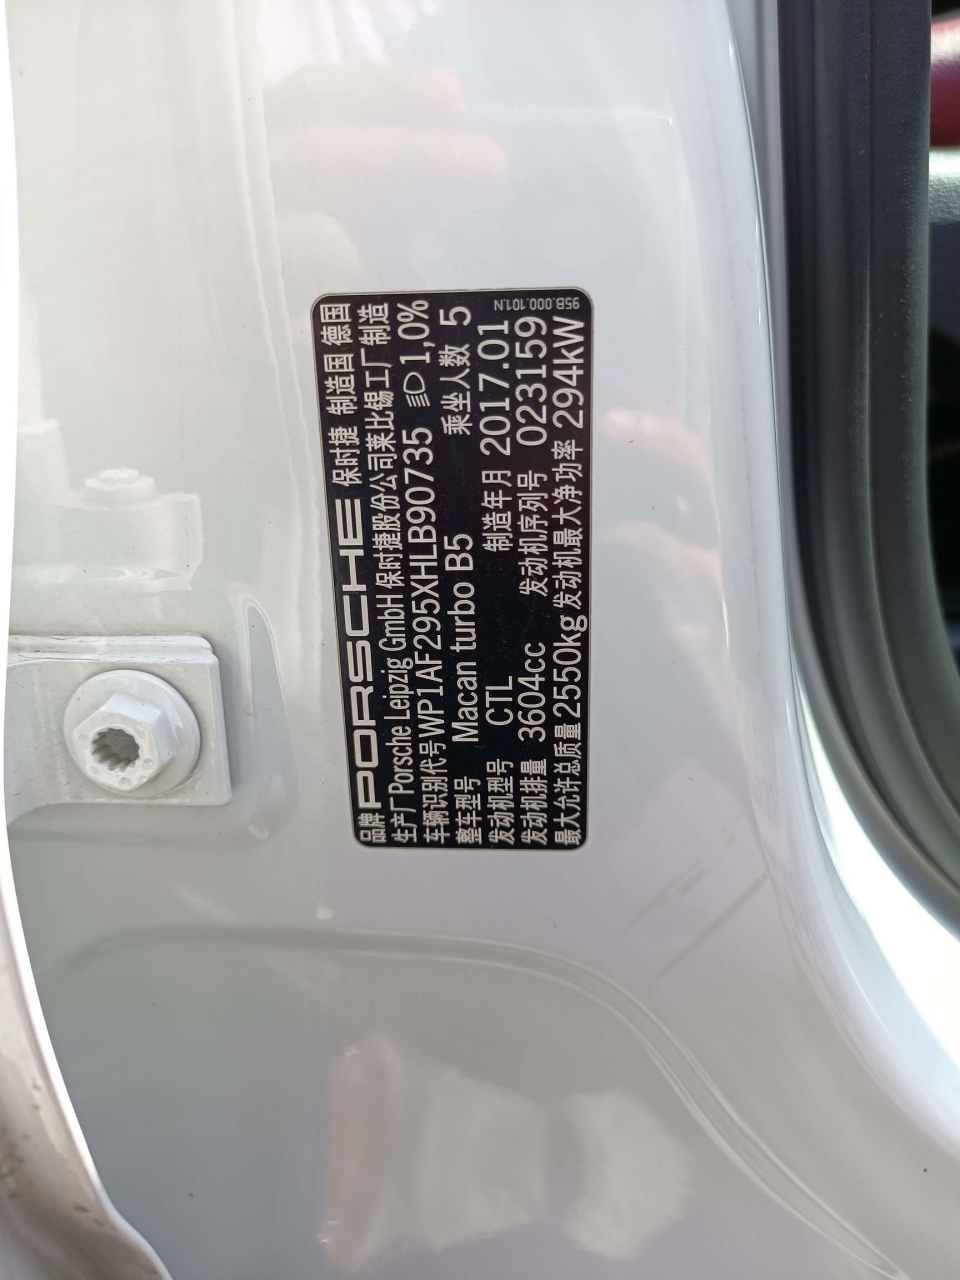 品牌 PORSCHE 保时捷 制造国 德国
生产厂 Porsche Leipzig GmbH 保时捷股份公司莱比锡工厂制造
车辆识别代号 WP1AF295XHLB90735 1,0%
整车型号 Macan turbo B5 乘坐人数 5
发动机型号 CTL 制造年月 2017.01
发动机排量 3604cc 发动机序列号 023159
最大允许总质量 2550kg 发动机最大净功率 294kW
95B.000.101.N